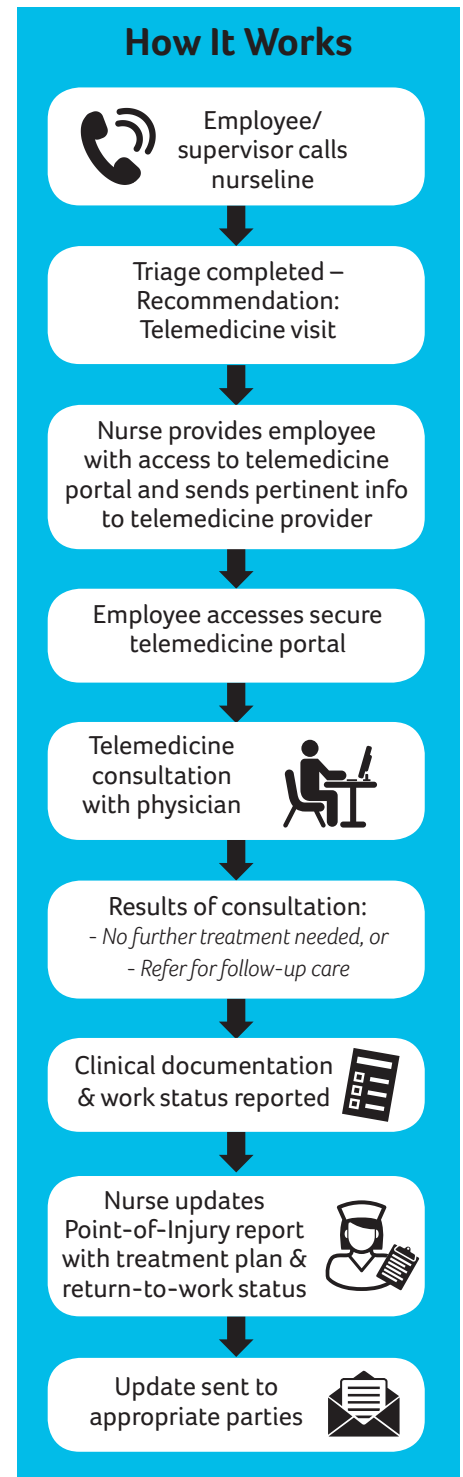 How It Works
Employee/
supervisor calls
nurseline
Triage completed –
Recommendation:
Telemedicine visit
Nurse provides employee
with access to telemedicine
portal and sends pertinent info
to telemedicine provider
Employee accesses secure
telemedicine portal
Telemedicine
consultation
with physician
Results of consultation:
- No further treatment needed, or
- Refer for follow-up care
Clinical documentation
& work status reported
Nurse updates
Point-of-Injury report
with treatment plan &
return-to-work status
Update sent to
appropriate parties